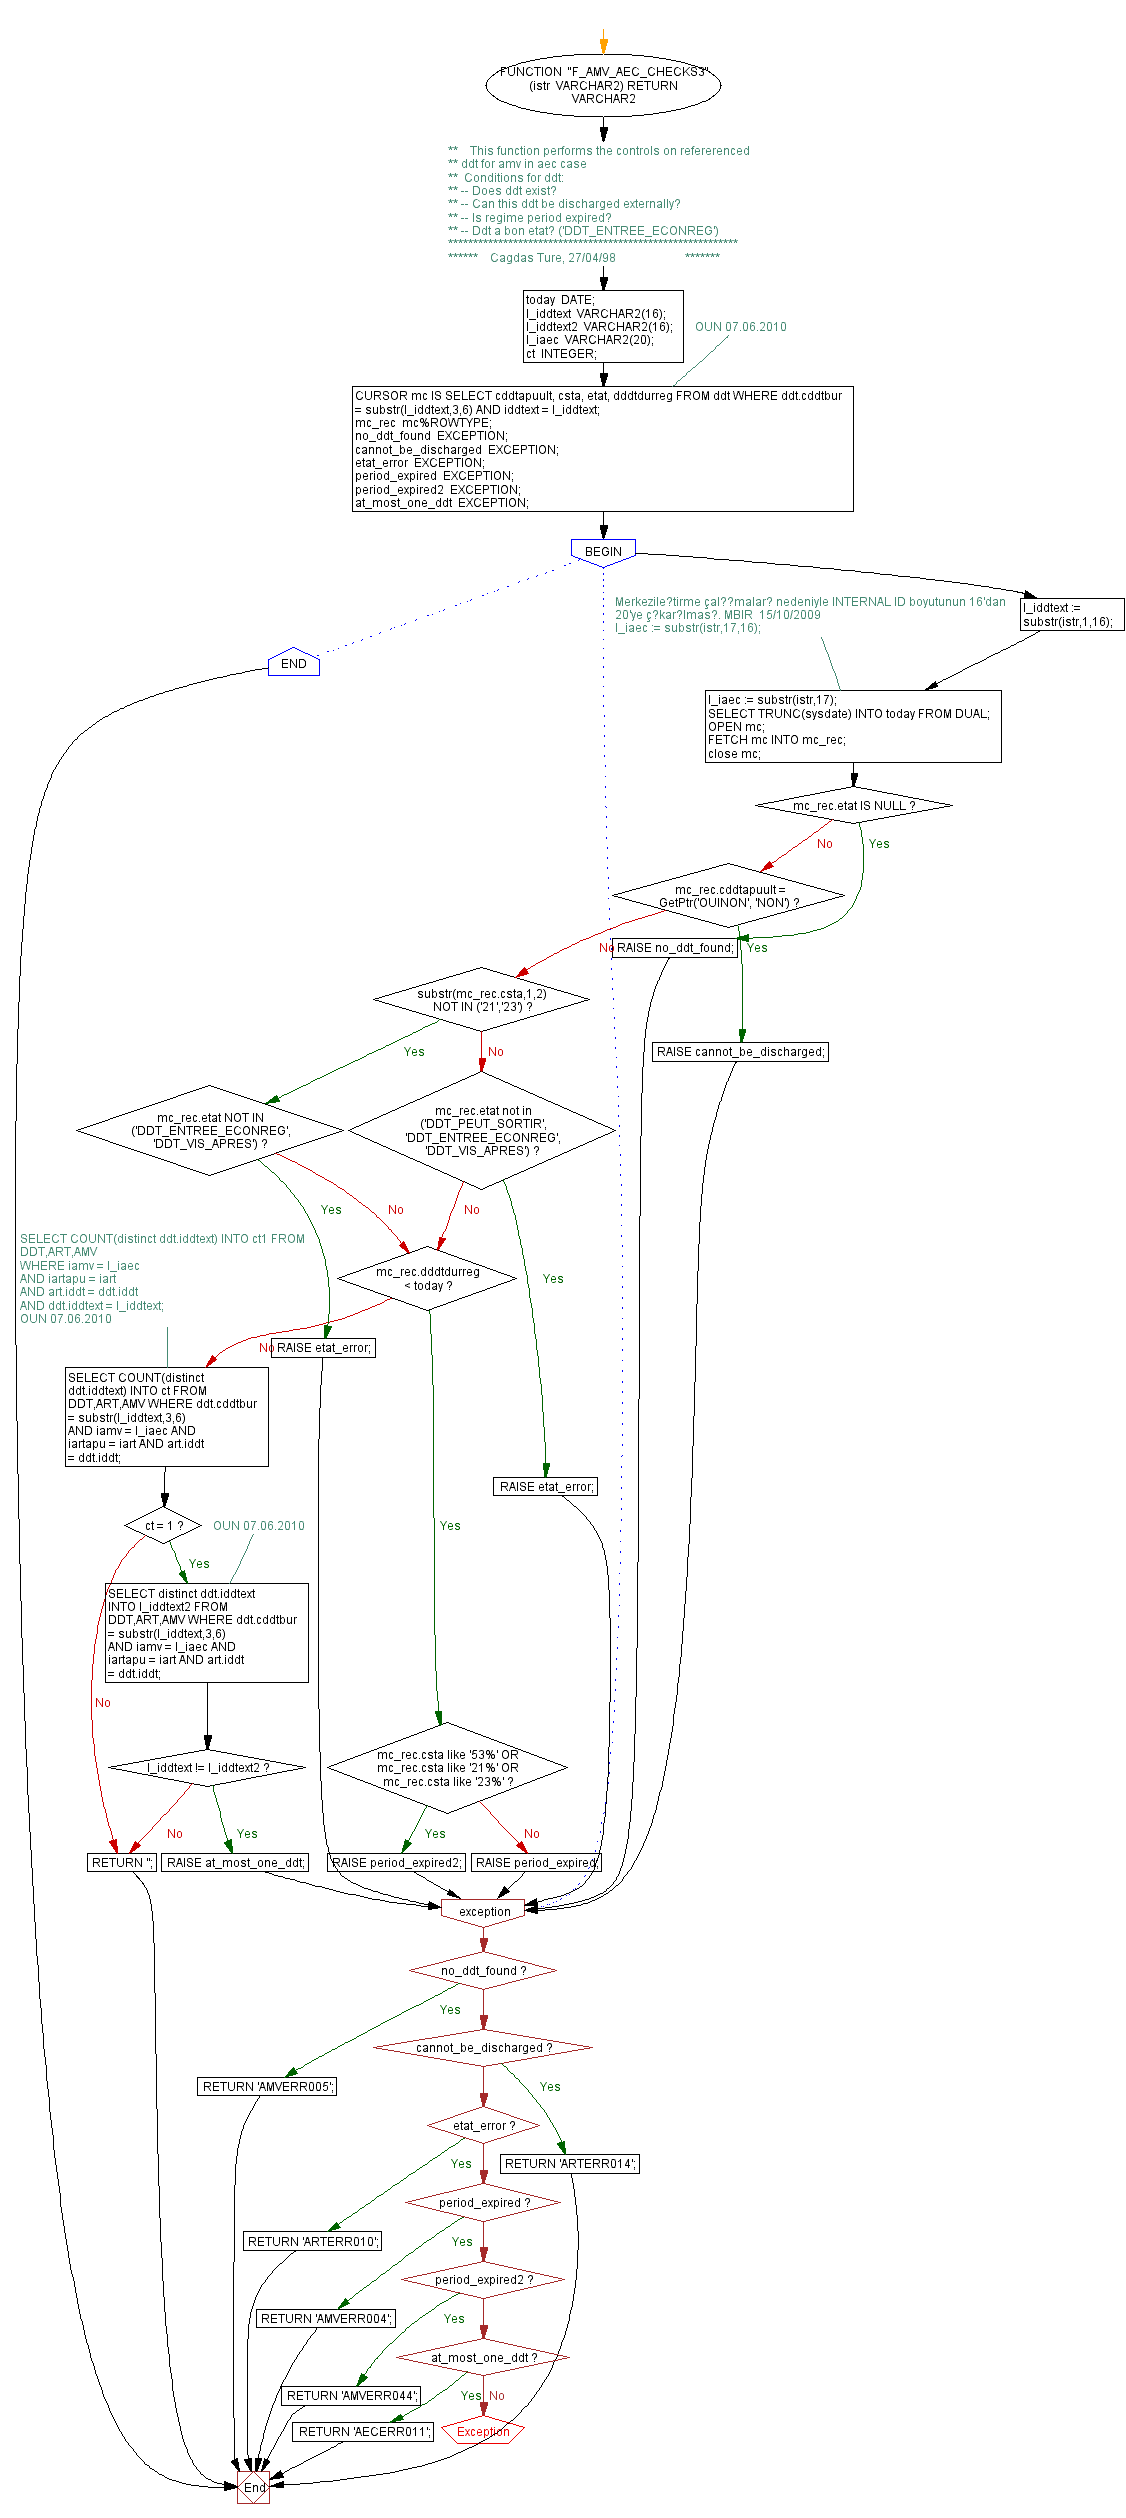 FUNCTION "F_AMV_AEC_CHECKS3"
(istr VARCHAR2) RETURN
VARCHAR2
** This function performs the controls on refererenced
** ddt for amv in aec case
** Conditions for ddt:
** -- Does ddt exist?
** -- Can this ddt be discharged externally?
** -- Is regime period expired?
** -- Ddt a bon etat? ('DDT_ENTREE_ECONREG')
**********************************************************
****** Cagdas Ture, 27/04/98 *******
today DATE;
l_iddtext VARCHAR2(16);
l_iddtext2 VARCHAR2(16);
l_iaec VARCHAR2(20);
ct INTEGER;
OUN 07.06.2010
CURSOR mc IS SELECT cddtapuult, csta, etat, dddtdurreg FROM ddt WHERE ddt.cddtbur
= substr(l_iddtext,3,6) AND iddtext = l_iddtext;
mc_rec mc%ROWTYPE;
no_ddt_found EXCEPTION;
cannot_be_discharged EXCEPTION;
etat_error EXCEPTION;
period_expired EXCEPTION;
period_expired2 EXCEPTION;
at_most_one_ddt EXCEPTION;
BEGIN
END
l_iddtext :=
substr(istr,1,16);
Merkezile?tirme çal??malar? nedeniyle INTERNAL ID boyutunun 16'dan
20'ye ç?kar?lmas?. MBIR 15/10/2009
l_iaec := substr(istr,17,16);
l_iaec := substr(istr,17);
SELECT TRUNC(sysdate) INTO today FROM DUAL;
OPEN mc;
FETCH mc INTO mc_rec;
close mc;
mc_rec.etat IS NULL ?
No
Yes
mc_rec.cddtapuult =
GetPtr('OUINON', 'NON') ?
No
RAISE no_ddt_found;
Yes
substr(mc_rec.csta,1,2)
NOT IN ('21','23') ?
Yes
No
RAISE cannot_be_discharged;
mc_rec.etat NOT IN
('DDT_ENTREE_ECONREG',
'DDT_VIS_APRES') ?
mc_rec.etat not in
('DDT_PEUT_SORTIR',
'DDT_ENTREE_ECONREG',
'DDT_VIS_APRES') ?
Yes
No
No
Yes
mc_rec.dddtdurreg
< today ?
SELECT COUNT(distinct ddt.iddtext) INTO ct1 FROM
DDT,ART,AMV
WHERE iamv = l_iaec
AND iartapu = iart
AND art.iddt = ddt.iddt
AND ddt.iddtext = l_iddtext;
OUN 07.06.2010
No
RAISE etat_error;
SELECT COUNT(distinct
ddt.iddtext) INTO ct FROM
DDT,ART,AMV WHERE ddt.cddtbur
= substr(l_iddtext,3,6)
AND iamv = l_iaec AND
iartapu = iart AND art.iddt
= ddt.iddt;
RAISE etat_error;
ct = 1 ?
OUN 07.06.2010
Yes
Yes
SELECT distinct ddt.iddtext
INTO l_iddtext2 FROM
DDT,ART,AMV WHERE ddt.cddtbur
= substr(l_iddtext,3,6)
AND iamv = l_iaec AND
iartapu = iart AND art.iddt
= ddt.iddt;
No
l_iddtext != l_iddtext2 ?
mc_rec.csta like '53%' OR
mc_rec.csta like '21%' OR
mc_rec.csta like '23%' ?
No
Yes
Yes
No
RETURN '';
RAISE at_most_one_ddt;
RAISE period_expired2;
RAISE period_expired;
exception
no_ddt_found ?
Yes
cannot_be_discharged ?
RETURN 'AMVERR005';
Yes
etat_error ?
Yes
RETURN 'ARTERR014';
period_expired ?
RETURN 'ARTERR010';
Yes
period_expired2 ?
RETURN 'AMVERR004';
Yes
at_most_one_ddt ?
RETURN 'AMVERR044';
Yes
No
RETURN 'AECERR011';
Exception
End